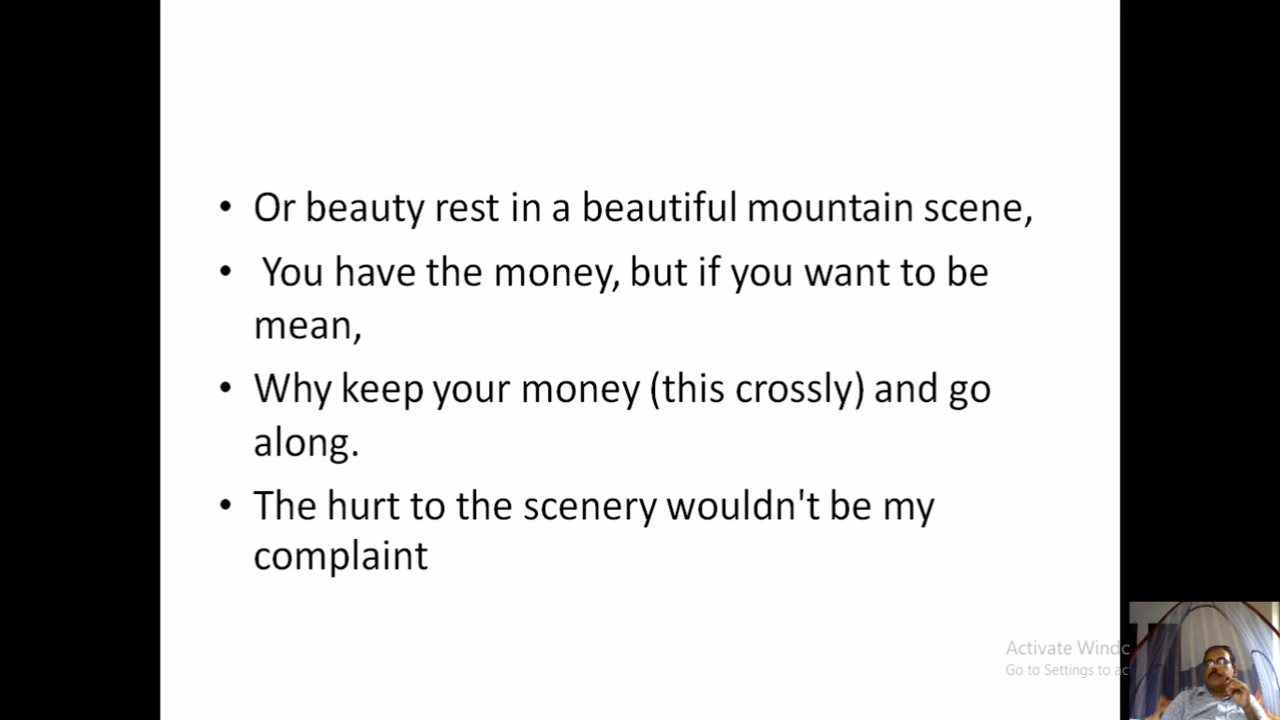 • Or beauty rest in a beautiful mountain scene,
• You have the money, but if you want to be
mean,
• Why keep your money (this crossly) and go
along.
• The hurt to the scenery wouldn't be my
complaint
Activate Windc
Go to Settings to ac